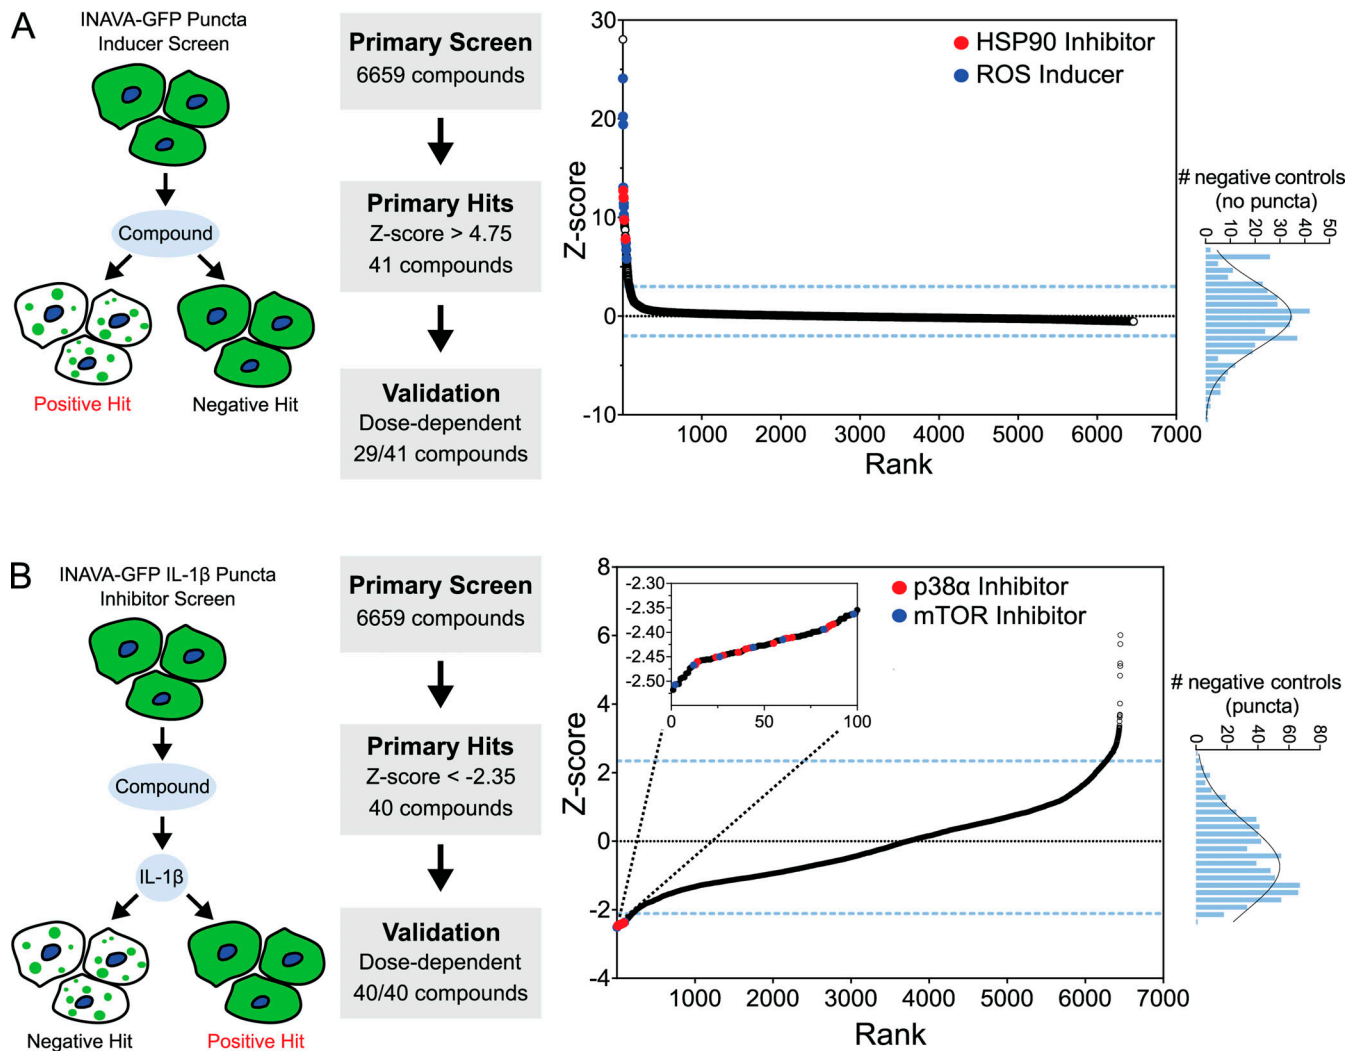 A
INAVA-GFP Puncta
Inducer Screen
Compound
Positive Hit
Negative Hit
Primary Screen
6659 compounds
Primary Hits
Z-score > 4.75
41 compounds
Validation
Dose-dependent
29/41 compounds
30
20
10
0
-10
Z-score
HSP90 Inhibitor
ROS Inducer
1000
2000
3000
4000
5000
6000
7000
Rank
# negative controls
(no puncta)
0
10
20
30
40
50
B
INAVA-GFP IL-1β Puncta
Inhibitor Screen
Compound
IL-1β
Negative Hit
Positive Hit
Primary Screen
6659 compounds
Primary Hits
Z-score < -2.35
40 compounds
Validation
Dose-dependent
40/40 compounds
8
6
4
2
0
-2
-4
Z-score
-2.30
-2.35
-2.40
-2.45
-2.50
0
50
100
p38α Inhibitor
mTOR Inhibitor
1000
2000
3000
4000
5000
6000
7000
Rank
# negative controls
(puncta)
0
20
40
60
80